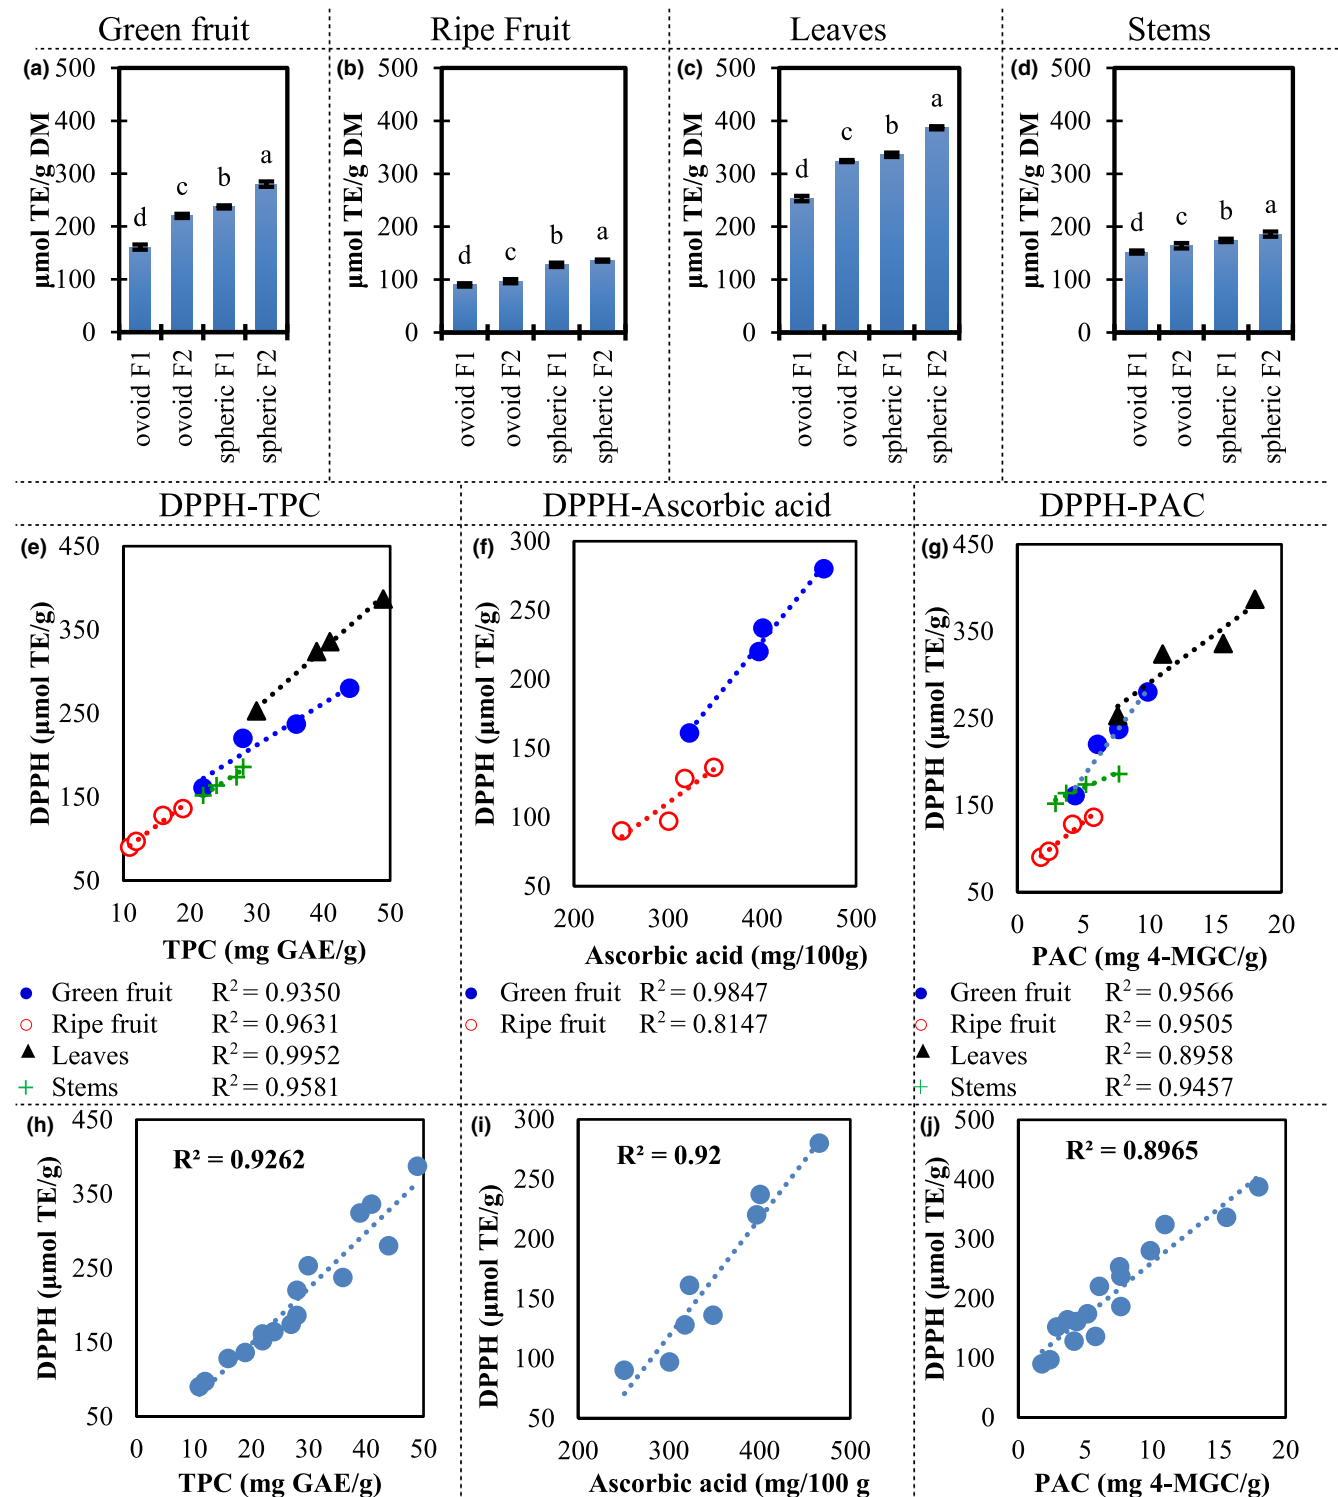 Green fruit
Ripe Fruit
Leaves
Stems
(a)
500
400
300
200
100
0
µmol TE/g DM
d
c
b
a
ovoid F1
ovoid F2
spheric F1
spheric F2
(b)
500
400
300
200
100
0
µmol TE/g DM
d
c
b
a
ovoid F1
ovoid F2
spheric F1
spheric F2
(c)
500
400
300
200
100
0
µmol TE/g DM
d
c
b
a
ovoid F1
ovoid F2
spheric F1
spheric F2
(d)
500
400
300
200
100
0
µmol TE/g DM
d
c
b
a
ovoid F1
ovoid F2
spheric F1
spheric F2
DPPH-TPC
DPPH-Ascorbic acid
DPPH-PAC
(e)
450
350
250
150
50
DPPH (µmol TE/g)
10
30
40
50
TPC (mg GAE/g)
Green fruit R² = 0.9350
Ripe fruit R² = 0.9631
Leaves R² = 0.9952
Stems R² = 0.9581
(f)
300
250
200
150
100
50
DPPH (µmol TE/g)
200
300
400
500
Ascorbic acid (mg/100g)
Green fruit R² = 0.9847
Ripe fruit R² = 0.8147
(g)
450
350
250
150
50
DPPH (µmol TE/g)
0
5
10
15
20
PAC (mg 4-MGC/g)
Green fruit R² = 0.9566
Ripe fruit R² = 0.9505
Leaves R² = 0.8958
Stems R² = 0.9457
(h)
450
350
250
150
50
DPPH (µmol TE/g)
R² = 0.9262
0
10
20
30
40
50
TPC (mg GAE/g)
(i)
300
250
200
150
100
50
DPPH (µmol TE/g)
R² = 0.92
200
300
400
500
Ascorbic acid (mg/100 g
(j)
500
400
300
200
100
0
DPPH (µmol TE/g)
R² = 0.8965
0
5
10
15
20
PAC (mg 4-MGC/g)